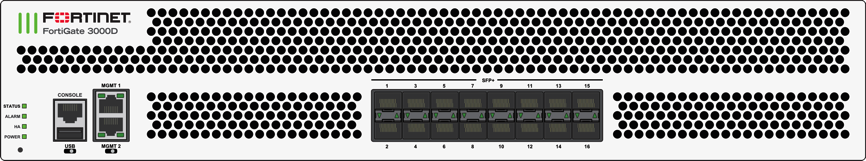 FORTINET
FortiGate 3000D
SFP+
1 3 5 7 9 11 13 15
2 4 6 8 10 12 14 16
CONSOLE
USB
MGMT 1
MGMT 2
STATUS
ALARM
HA
POWER